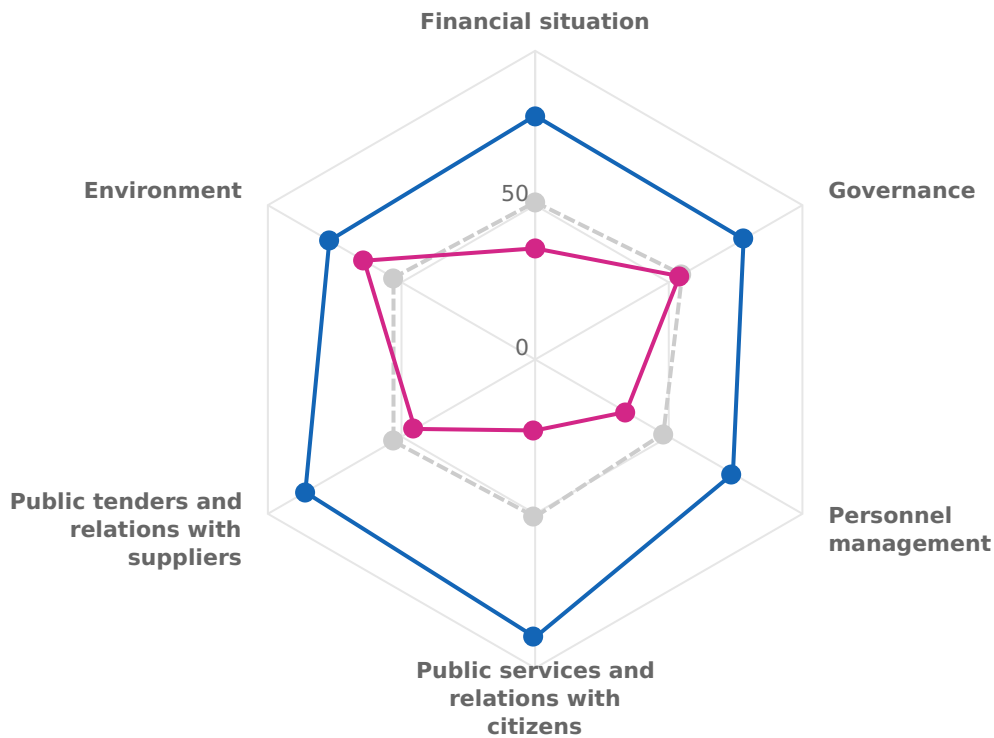 Financial situation
Environment
50
Governance
0
Public tenders and
relations with
suppliers
Personnel
management
Public services and
relations with
citizens